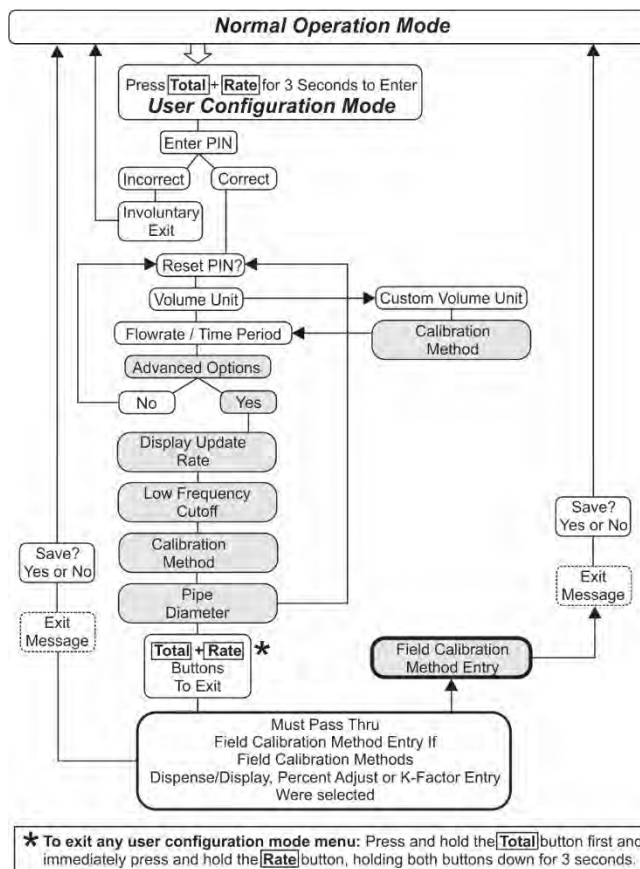 Normal Operation Mode
Press Total + Rate for 3 Seconds to Enter
User Configuration Mode
Enter PIN
Incorrect
Correct
Involuntary
Exit
Reset PIN?
Volume Unit
Custom Volume Unit
Flowrate / Time Period
Calibration
Method
Advanced Options
No
Yes
Display Update
Rate
Low Frequency
Cutoff
Calibration
Method
Pipe
Diameter
Save?
Yes or No
Exit
Message
Save?
Yes or No
Exit
Message
Total + Rate *
Buttons
To Exit
Field Calibration
Method Entry
Must Pass Thru
Field Calibration Method Entry If
Field Calibration Methods
Dispense/Display, Percent Adjust or K-Factor Entry
Were selected
* To exit any user configuration mode menu: Press and hold the Total button first and
immediately press and hold the Rate button, holding both buttons down for 3 seconds.